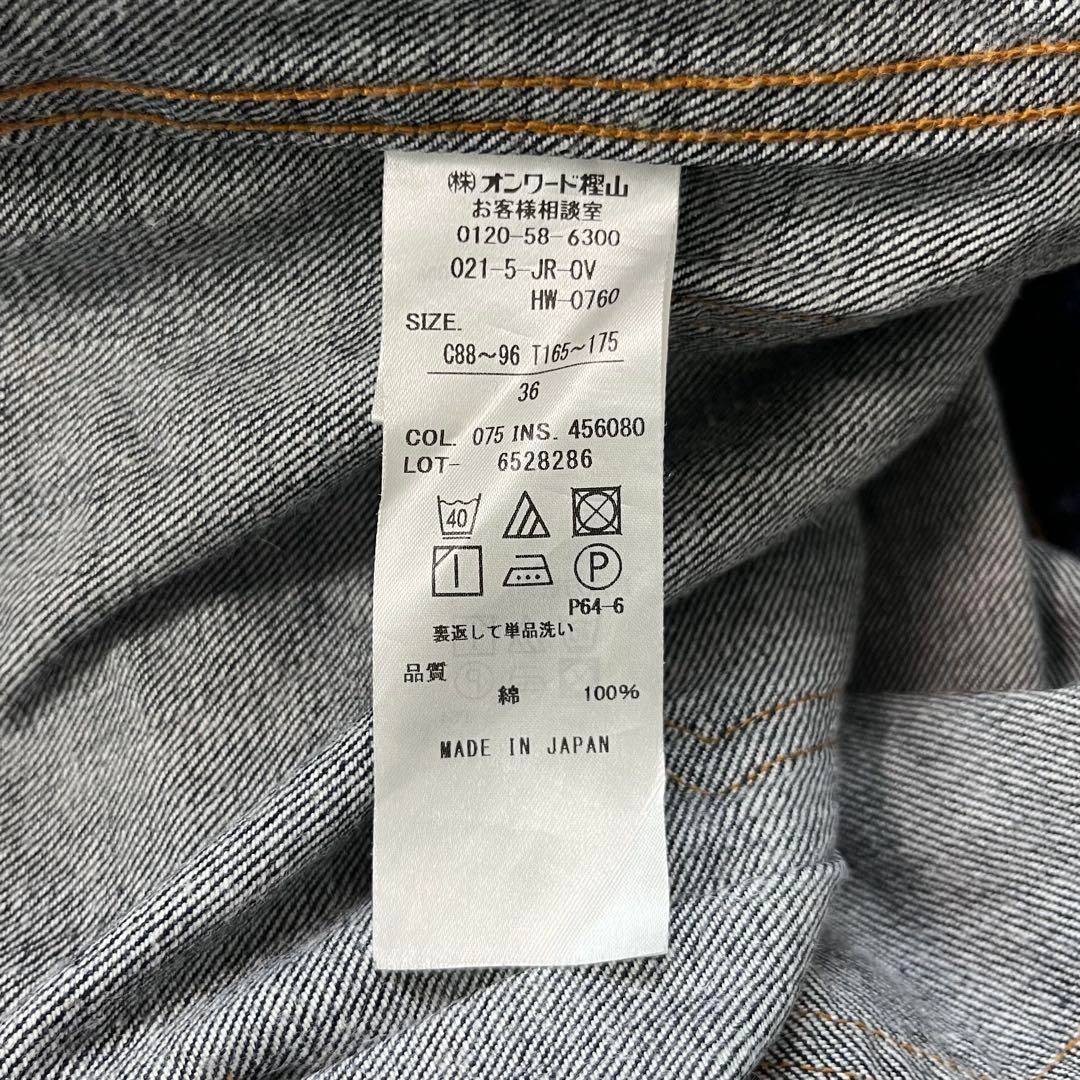 (株)オンワード樫山
お客様相談室
0120-58-6300
021-5-JR-OV
HW-0760
SIZE.
C88～96 T165～175
36
COL. 075 INS. 456080
LOT- 6528286
40
P
P64-6
裏返して単品洗い
品質
綿 100%
MADE IN JAPAN